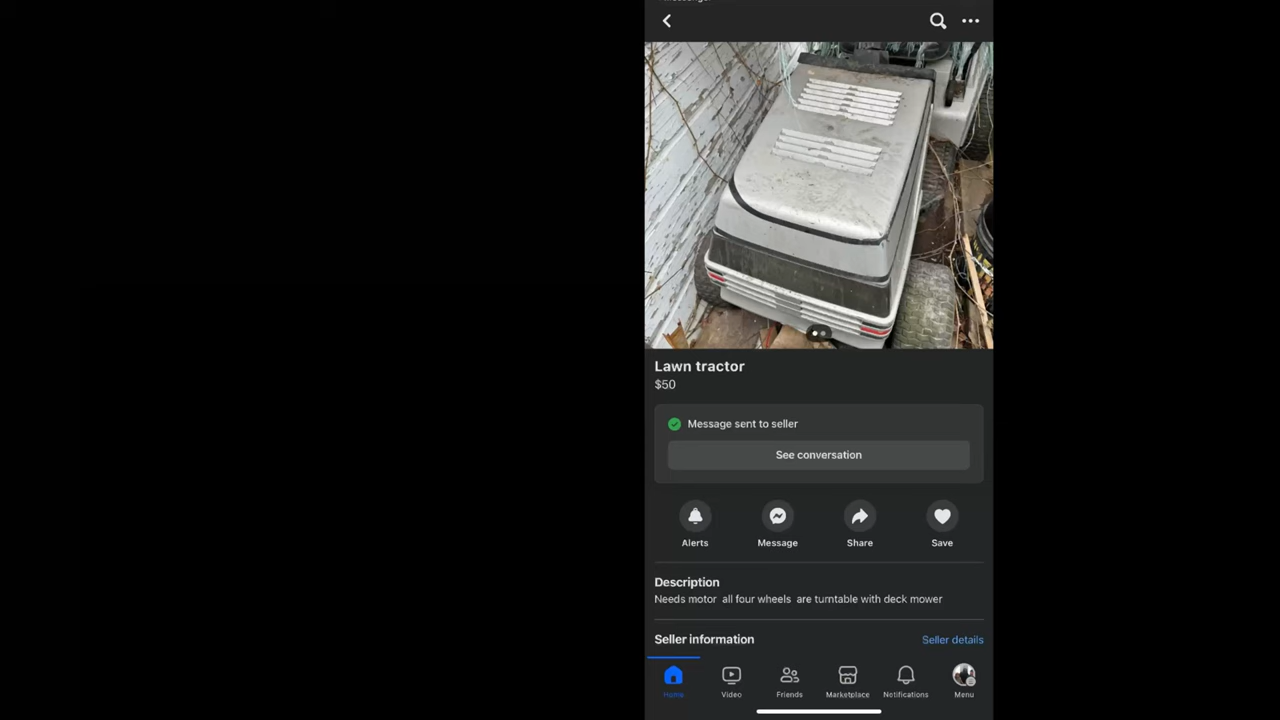 Lawn tractor
$50
Message sent to seller
See conversation
Alerts
Message
Share
Save
Description
Needs motor all four wheels are turntable with deck mower
Seller information
Seller details
Home
Video
Friends
Marketplace
Notifications
Menu